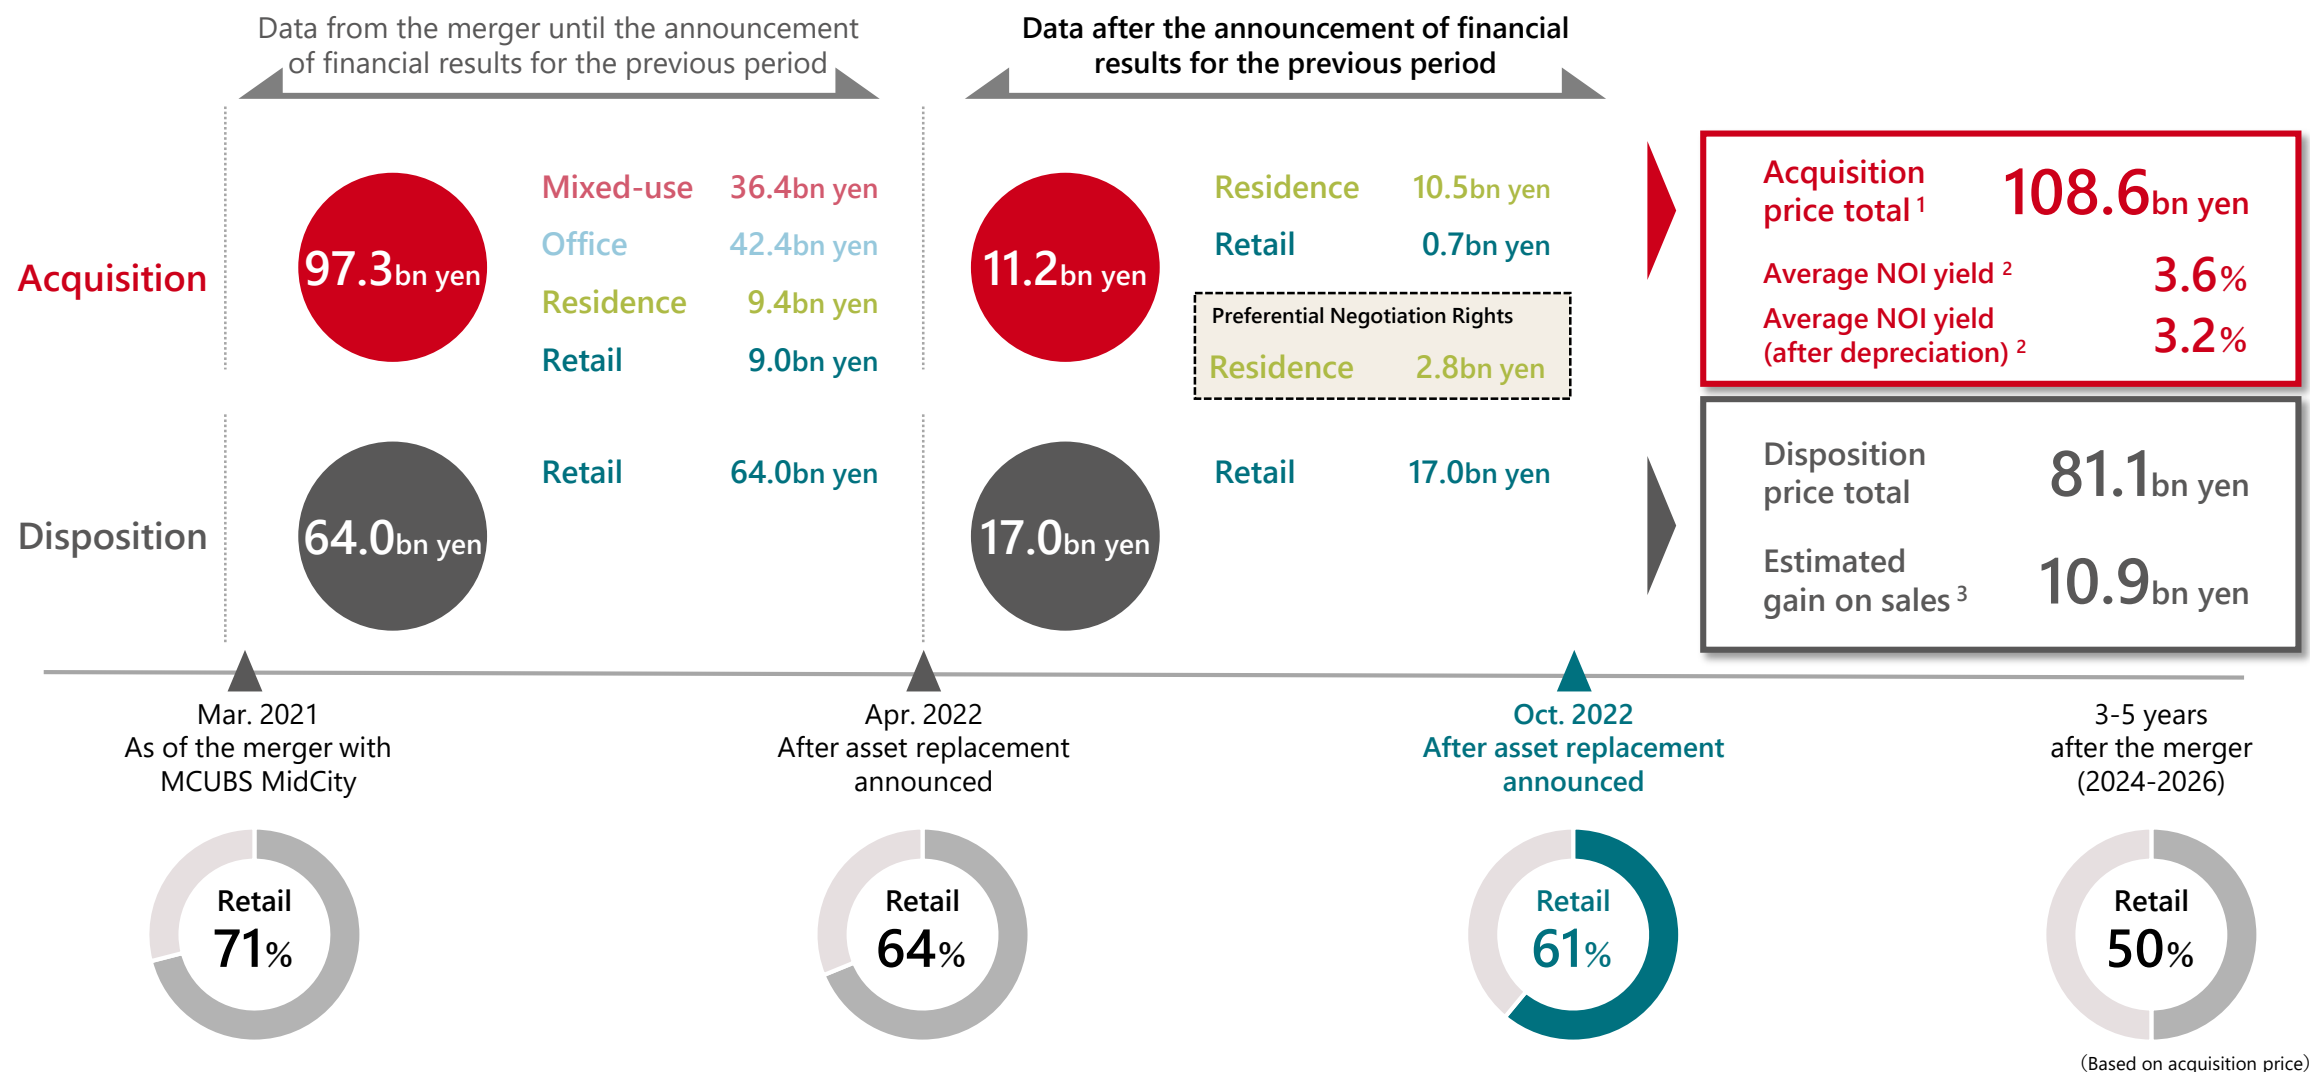 Data from the merger until the announcement
of financial results for the previous period
Data after the announcement of financial
results for the previous period
Acquisition
97.3bn yen
Mixed-use 36.4bn yen
Office 42.4bn yen
Residence 9.4bn yen
Retail 9.0bn yen
11.2bn yen
Residence 10.5bn yen
Retail 0.7bn yen
Preferential Negotiation Rights
Residence 2.8bn yen
Acquisition
price total 1 108.6bn yen
Average NOI yield 2 3.6%
Average NOI yield
(after depreciation) 2 3.2%
Disposition
64.0bn yen
Retail 64.0bn yen
17.0bn yen
Retail 17.0bn yen
Disposition
price total 81.1bn yen
Estimated
gain on sales 3 10.9bn yen
Mar. 2021
As of the merger with
MCUBS MidCity
Apr. 2022
After asset replacement
announced
Oct. 2022
After asset replacement
announced
3-5 years
after the merger
(2024-2026)
Retail
71%
Retail
64%
Retail
61%
Retail
50%
(Based on acquisition price)